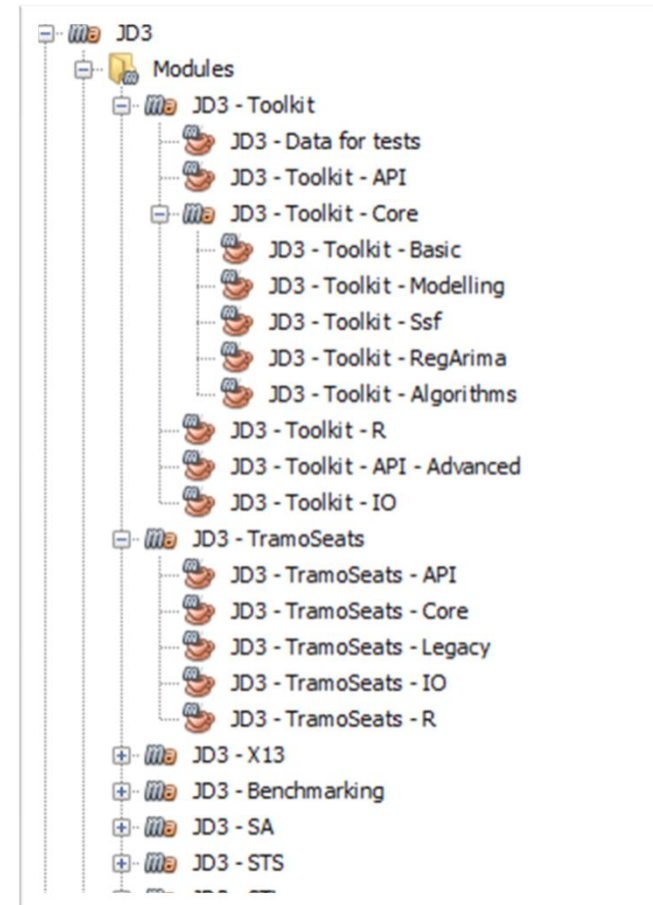 JD3
Modules
JD3 - Toolkit
JD3 - Data for tests
JD3 - Toolkit - API
JD3 - Toolkit - Core
JD3 - Toolkit - Basic
JD3 - Toolkit - Modelling
JD3 - Toolkit - Ssf
JD3 - Toolkit - RegArima
JD3 - Toolkit - Algorithms
JD3 - Toolkit - R
JD3 - Toolkit - API - Advanced
JD3 - Toolkit - IO
JD3 - TramoSeats
JD3 - TramoSeats - API
JD3 - TramoSeats - Core
JD3 - TramoSeats - Legacy
JD3 - TramoSeats - IO
JD3 - TramoSeats - R
JD3 - X13
JD3 - Benchmarking
JD3 - SA
JD3 - STS